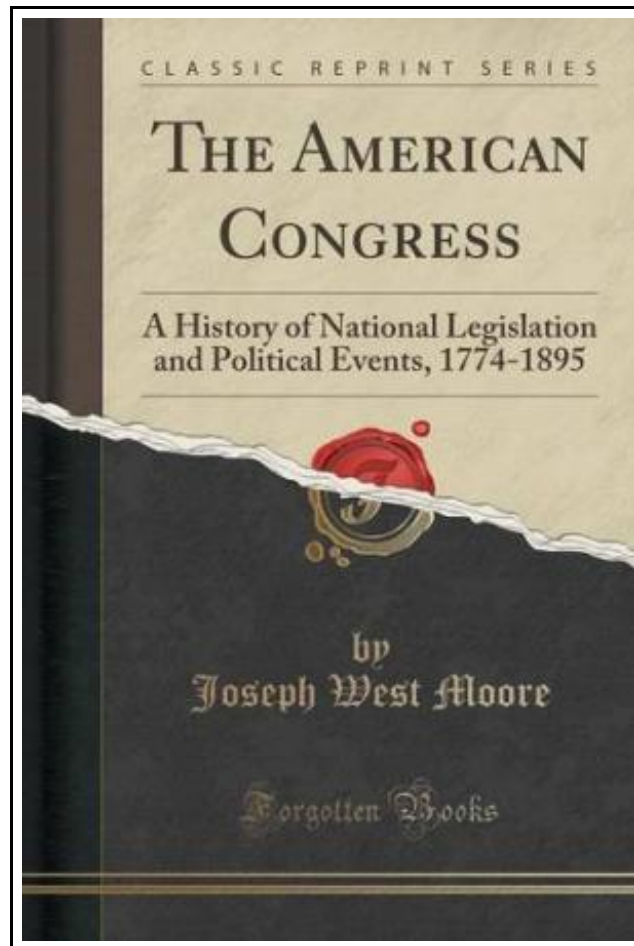 CLASSIC REPRINT SERIES
THE AMERICAN
CONGRESS
A History of National Legislation
and Political Events, 1774-1895
by
Joseph West Moore
Forgotten Books